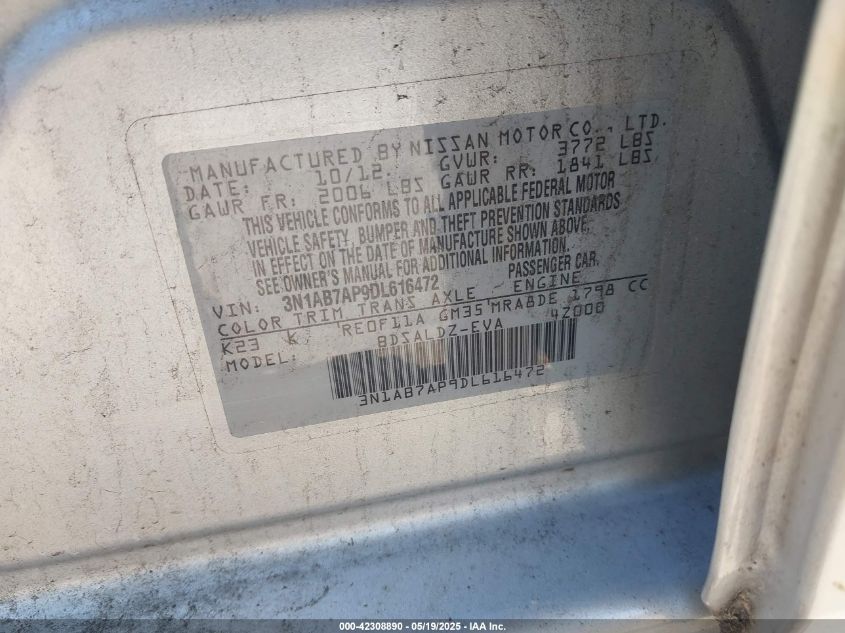 MANUFACTURED BY NISSAN MOTOR CO., LTD.
DATE: 10/12 GVWR: 3772 LBS
GAWR FR: 2006 LBS GAWR RR: 1841 LBS
THIS VEHICLE CONFORMS TO ALL APPLICABLE FEDERAL MOTOR
VEHICLE SAFETY, BUMPER AND THEFT PREVENTION STANDARDS
IN EFFECT ON THE DATE OF MANUFACTURE SHOWN ABOVE.
SEE OWNER'S MANUAL FOR ADDITIONAL INFORMATION.
VIN: 3N1AB7AP9DL616472 PASSENGER CAR
COLOR TRIM TRANS AXLE ENGINE
K23 K RE0F11A GM35 MRA8DE 1798 CC
MODEL: BDSALDZ-EVA 4Z000
3N1AB7AP9DL616472
000-42308890 - 05/19/2025 - IAA Inc.